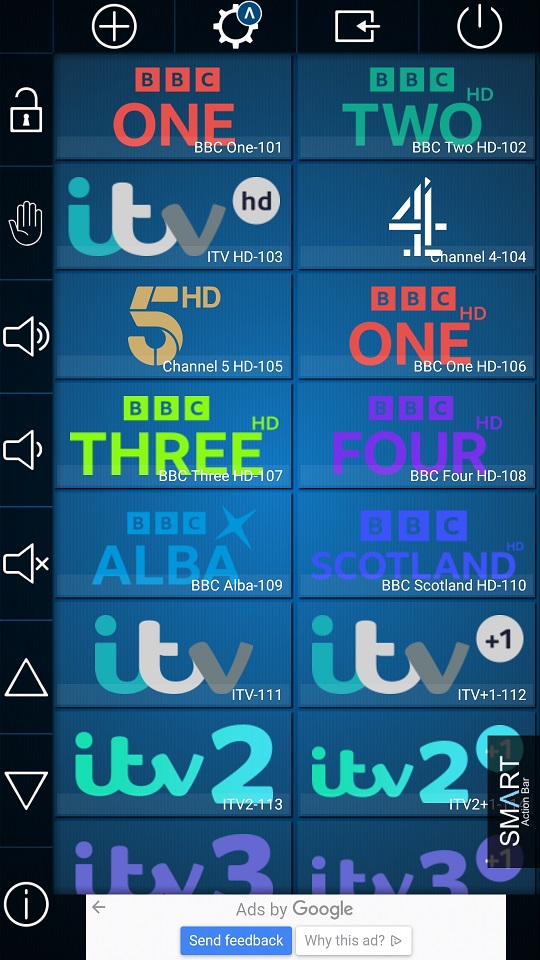 BBC
ONE
BBC One-101
BBC
HD
TWO
BBC Two HD-102
itv hd
ITV HD-103
4
Channel 4-104
5 HD
Channel 5 HD-105
BBC
HD
ONE
BBC One HD-106
BBC
HD
THREE
BBC Three HD-107
BBC
HD
FOUR
BBC Four HD-108
BBC
ALBA
BBC Alba-109
BBC
HD
SCOTLAND
BBC Scotland HD-110
itv
ITV-111
itv +1
ITV+1-112
itv2
ITV2-113
itv2 +1
ITV2+1-
SMART
Action Bar
itv3
itv3 +1
Ads by Google
Send feedback
Why this ad?